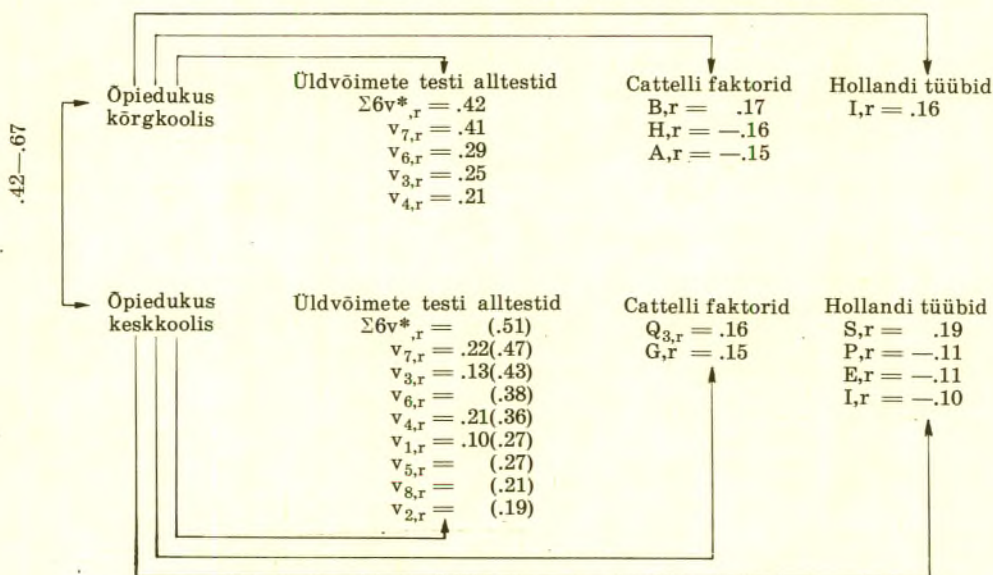 .42—.67
Õpiedukus
kõrgkoolis
Üldvõimete testi alltestid
Σ6v*,r = .42
v7,r = .41
v6,r = .29
v3,r = .25
v4,r = .21
Cattelli faktorid
B,r = .17
H,r = —.16
A,r = —.15
Hollandi tüübid
I,r = .16
Õpiedukus
keskkoolis
Üldvõimete testi alltestid
Σ6v*,r = (.51)
v7,r = .22(.47)
v3,r = .13(.43)
v6,r = (.38)
v4,r = .21(.36)
v1,r = .10(.27)
v5,r = (.27)
v8,r = (.21)
v2,r = (.19)
Cattelli faktorid
Q3,r = .16
G,r = .15
Hollandi tüübid
S,r = .19
P,r = —.11
E,r = —.11
I,r = —.10